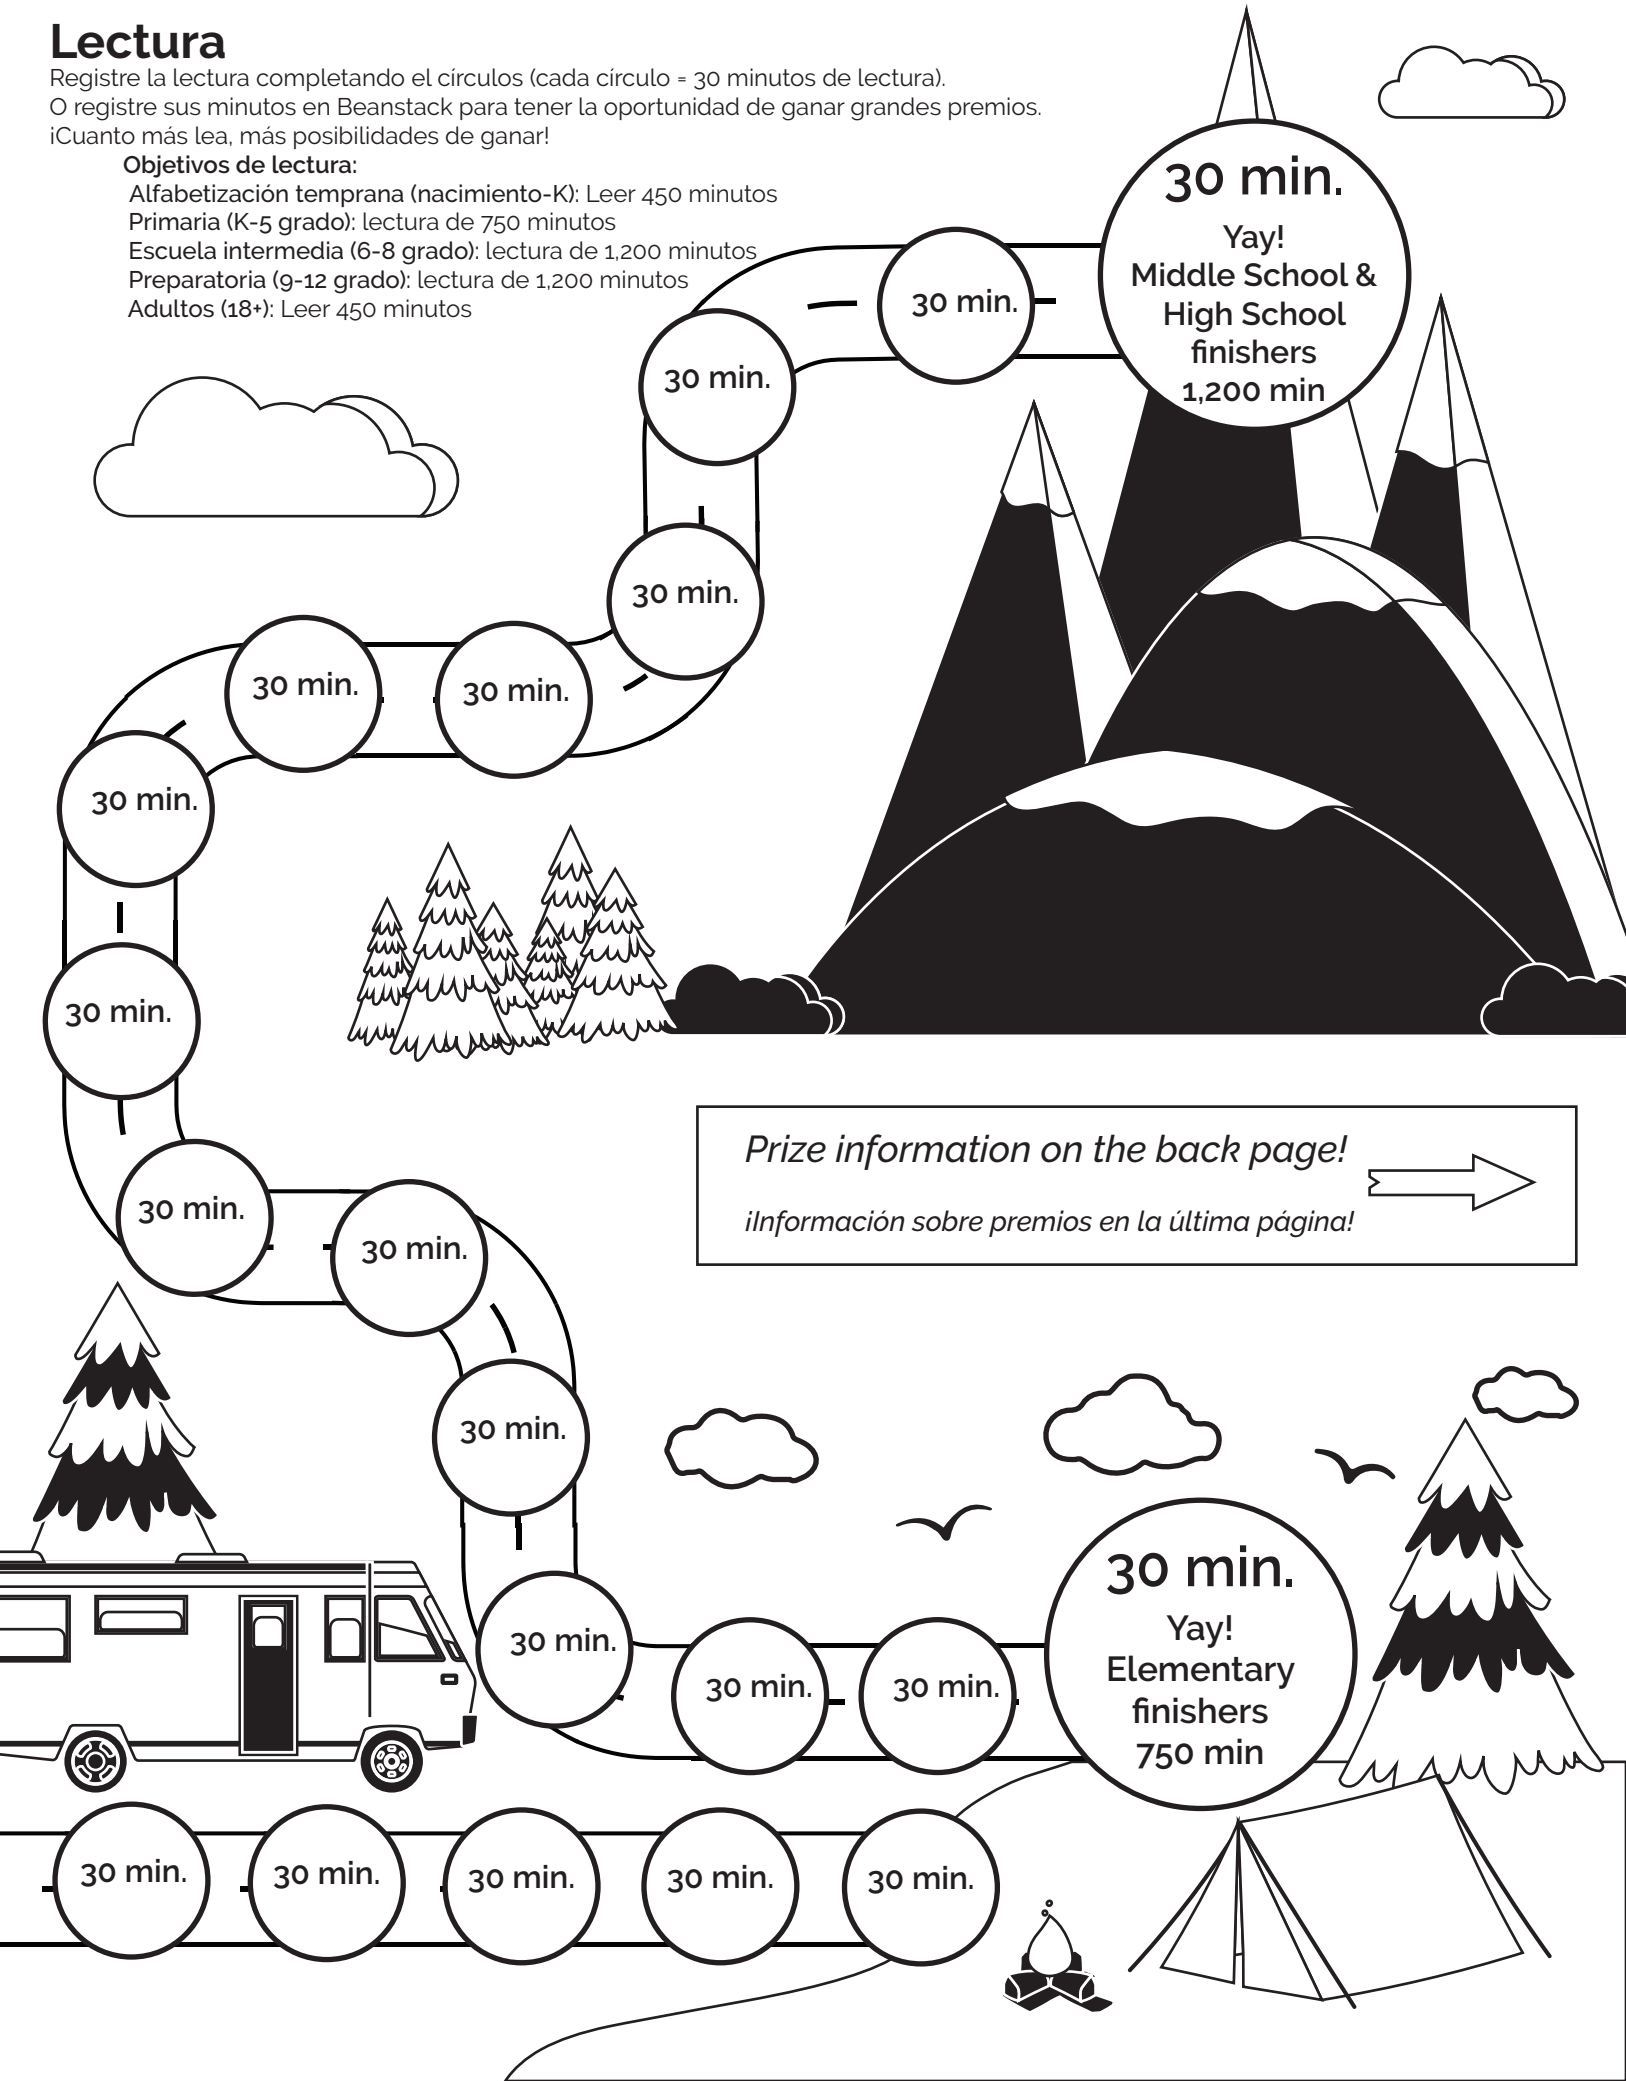 Lectura
Registre la lectura completando el círculos (cada círculo = 30 minutos de lectura).
O registre sus minutos en Beanstack para tener la oportunidad de ganar grandes premios.
¡Cuanto más lea, más posibilidades de ganar!
Objetivos de lectura:
Alfabetización temprana (nacimiento-K): Leer 450 minutos
Primaria (K-5 grado): lectura de 750 minutos
Escuela intermedia (6-8 grado): lectura de 1,200 minutos
Preparatoria (9-12 grado): lectura de 1,200 minutos
Adultos (18+): Leer 450 minutos
30 min.
Yay!
Middle School &
High School
finishers
1,200 min
30 min.
30 min.
30 min.
30 min.
30 min.
30 min.
30 min.
30 min.
30 min.
Prize information on the back page!
¡Información sobre premios en la última página!
30 min.
30 min.
30 min.
30 min.
30 min.
Yay!
Elementary
finishers
750 min
30 min.
30 min.
30 min.
30 min.
30 min.